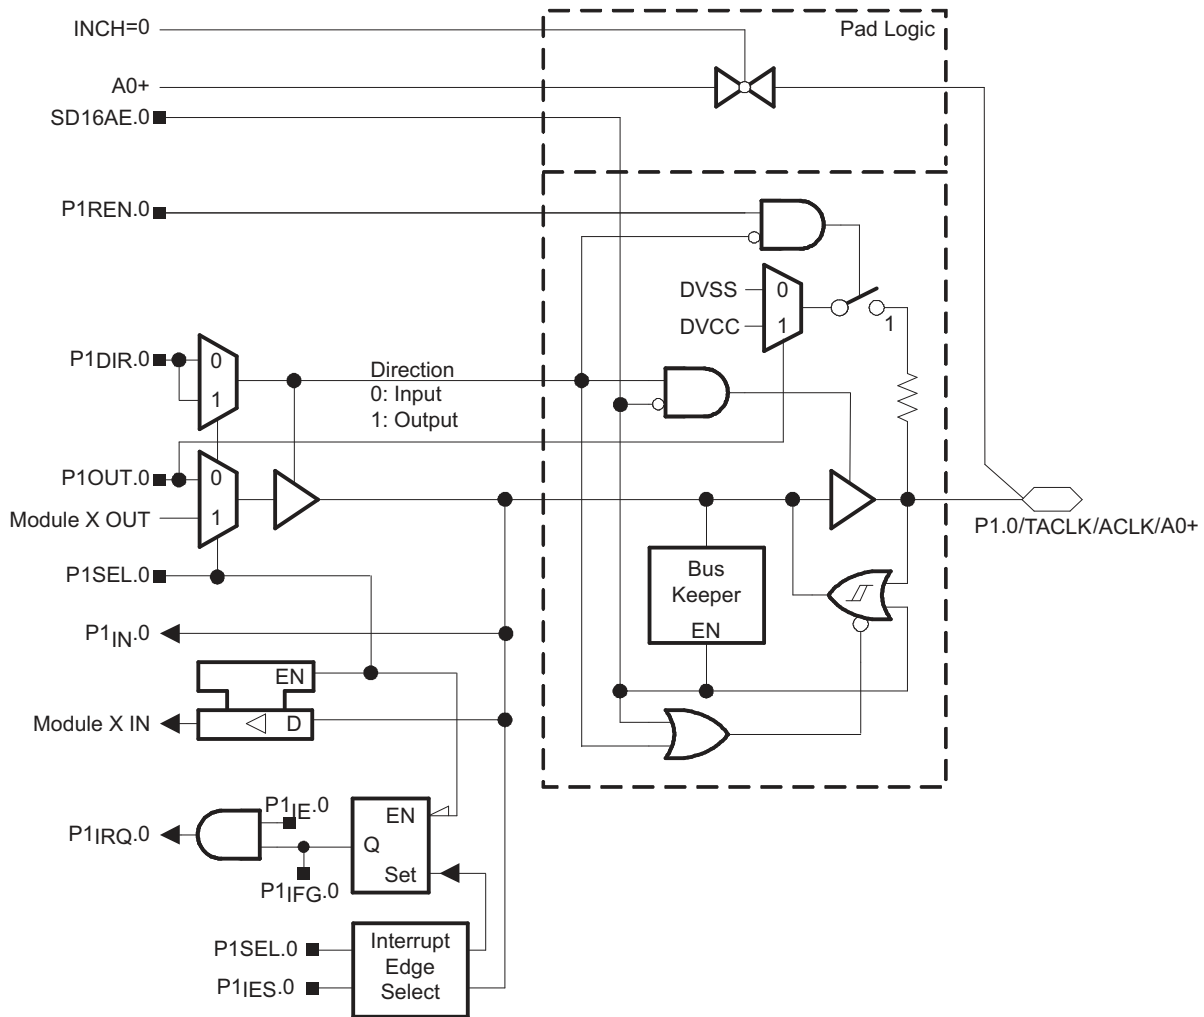 INCH=0
Pad Logic
A0+
SD16AE.0
P1REN.0
DVSS
0
DVCC
1
1
P1DIR.0
0
1
Direction
0: Input
1: Output
P1OUT.0
0
Module X OUT
1
P1.0/TACLK/ACLK/A0+
P1SEL.0
Bus
Keeper
EN
P1IN.0
EN
Module X IN
D
P1IE.0
EN
P1IRQ.0
Q
Set
P1IFG.0
P1SEL.0
P1IES.0
Interrupt
Edge
Select